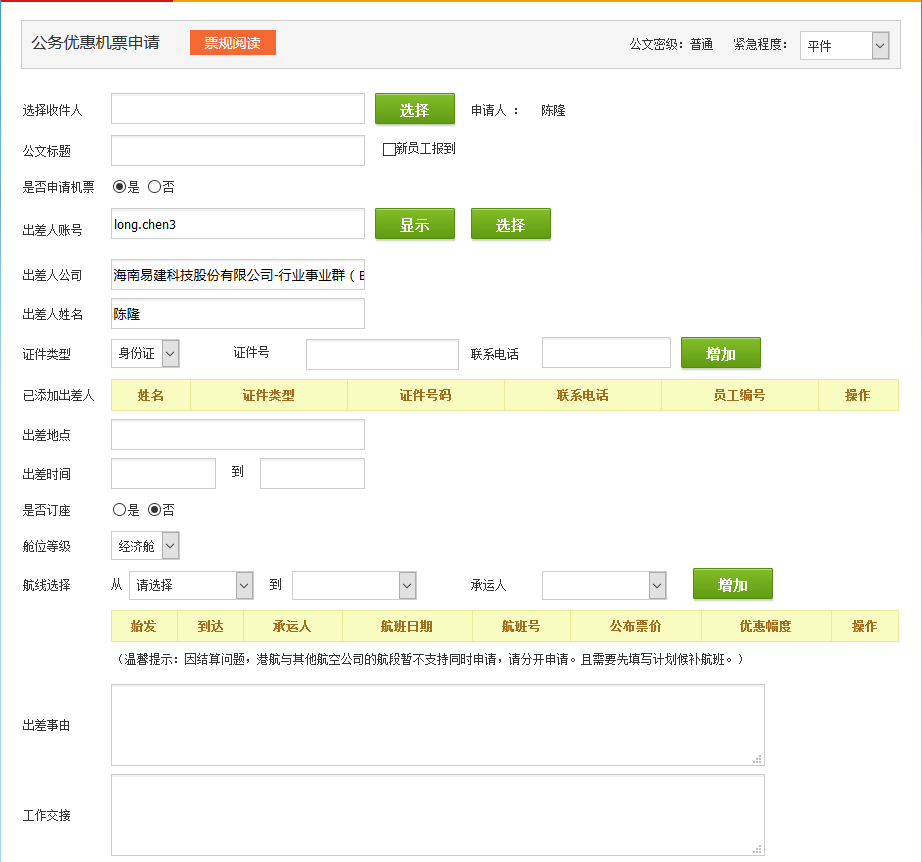 公务优惠机票申请 票规阅读 公文密级：普通 紧急程度： 平件
选择收件人 选择 申请人 ： 陈隆
公文标题 新员工报到
是否申请机票 是 否
出差人账号 long.chen3 显示 选择
出差人公司 海南易建科技股份有限公司-行业事业群（
出差人姓名 陈隆
证件类型 身份证 证件号 联系电话 增加
已添加出差人 姓名 证件类型 证件号码 联系电话 员工编号 操作
出差地点
出差时间 到
是否订座 是 否
舱位等级 经济舱
航线选择 从 请选择 到 承运人 增加
始发 到达 承运人 航班日期 航班号 公布票价 优惠幅度 操作
（温馨提示：因结算问题，港航与其他航空公司的航段暂不支持同时申请，请分开申请。且需要先填写计划候补航班。）
出差事由
工作交接